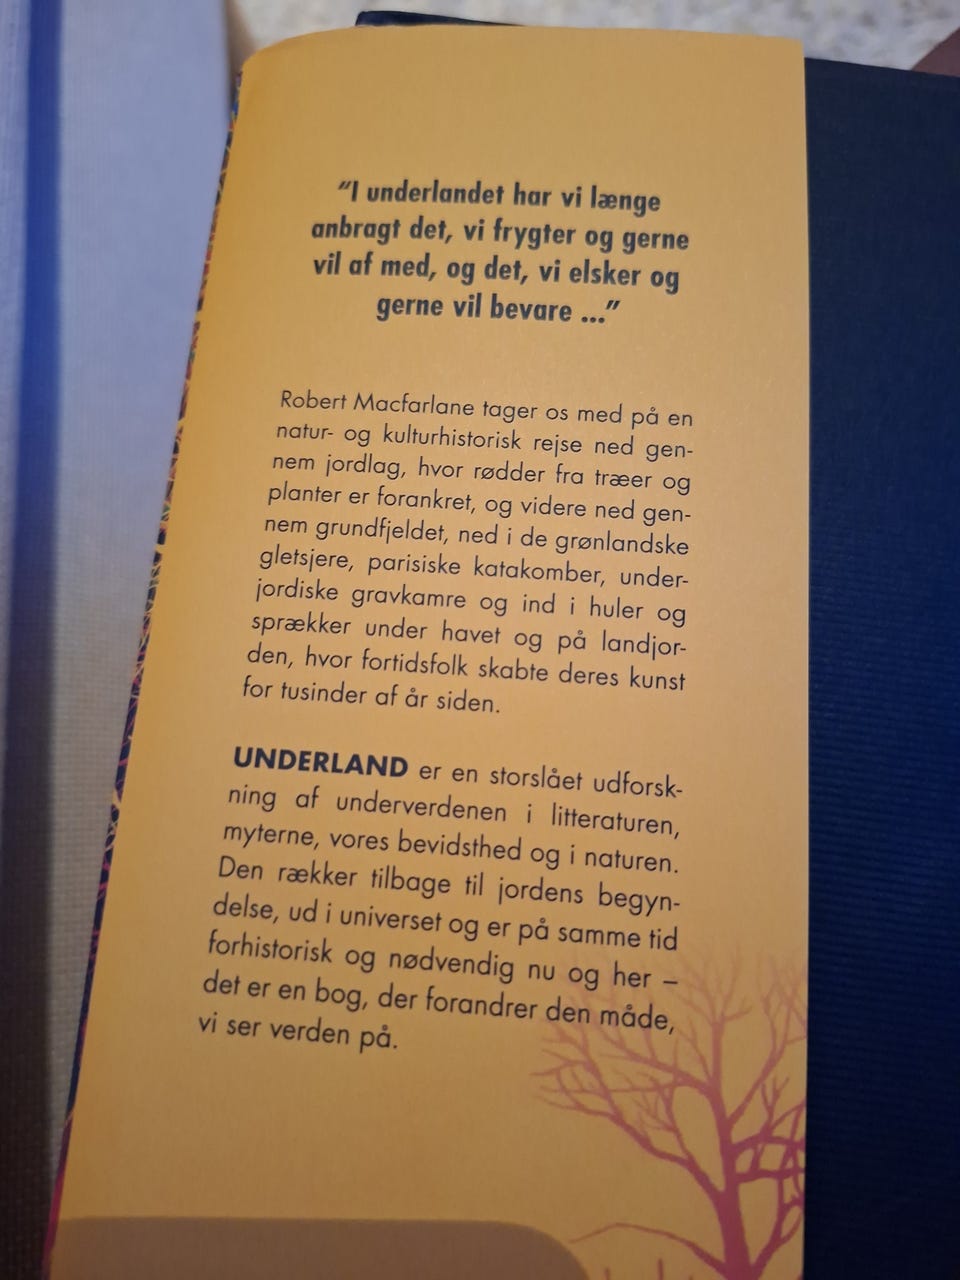 “I underlandet har vi længe
anbragt det, vi frygter og gerne
vil af med, og det, vi elsker og
gerne vil bevare ...”
Robert Macfarlane tager os med på en
natur- og kulturhistorisk rejse ned gen-
nem jordlag, hvor rødder fra træer og
planter er forankret, og videre ned gen-
nem grundfjeldet, ned i de grønlandske
gletsjere, parisiske katakomber, under-
jordiske gravkamre og ind i huler og
sprækker under havet og på landjor-
den, hvor fortidsfolk skabte deres kunst
for tusinder af år siden.
UNDERLAND er en storslået udforsk-
ning af underverdenen i litteraturen,
myterne, vores bevidsthed og i naturen.
Den rækker tilbage til jordens begyn-
delse, ud i universet og er på samme tid
forhistorisk og nødvendig nu og her –
det er en bog, der forandrer den måde,
vi ser verden på.